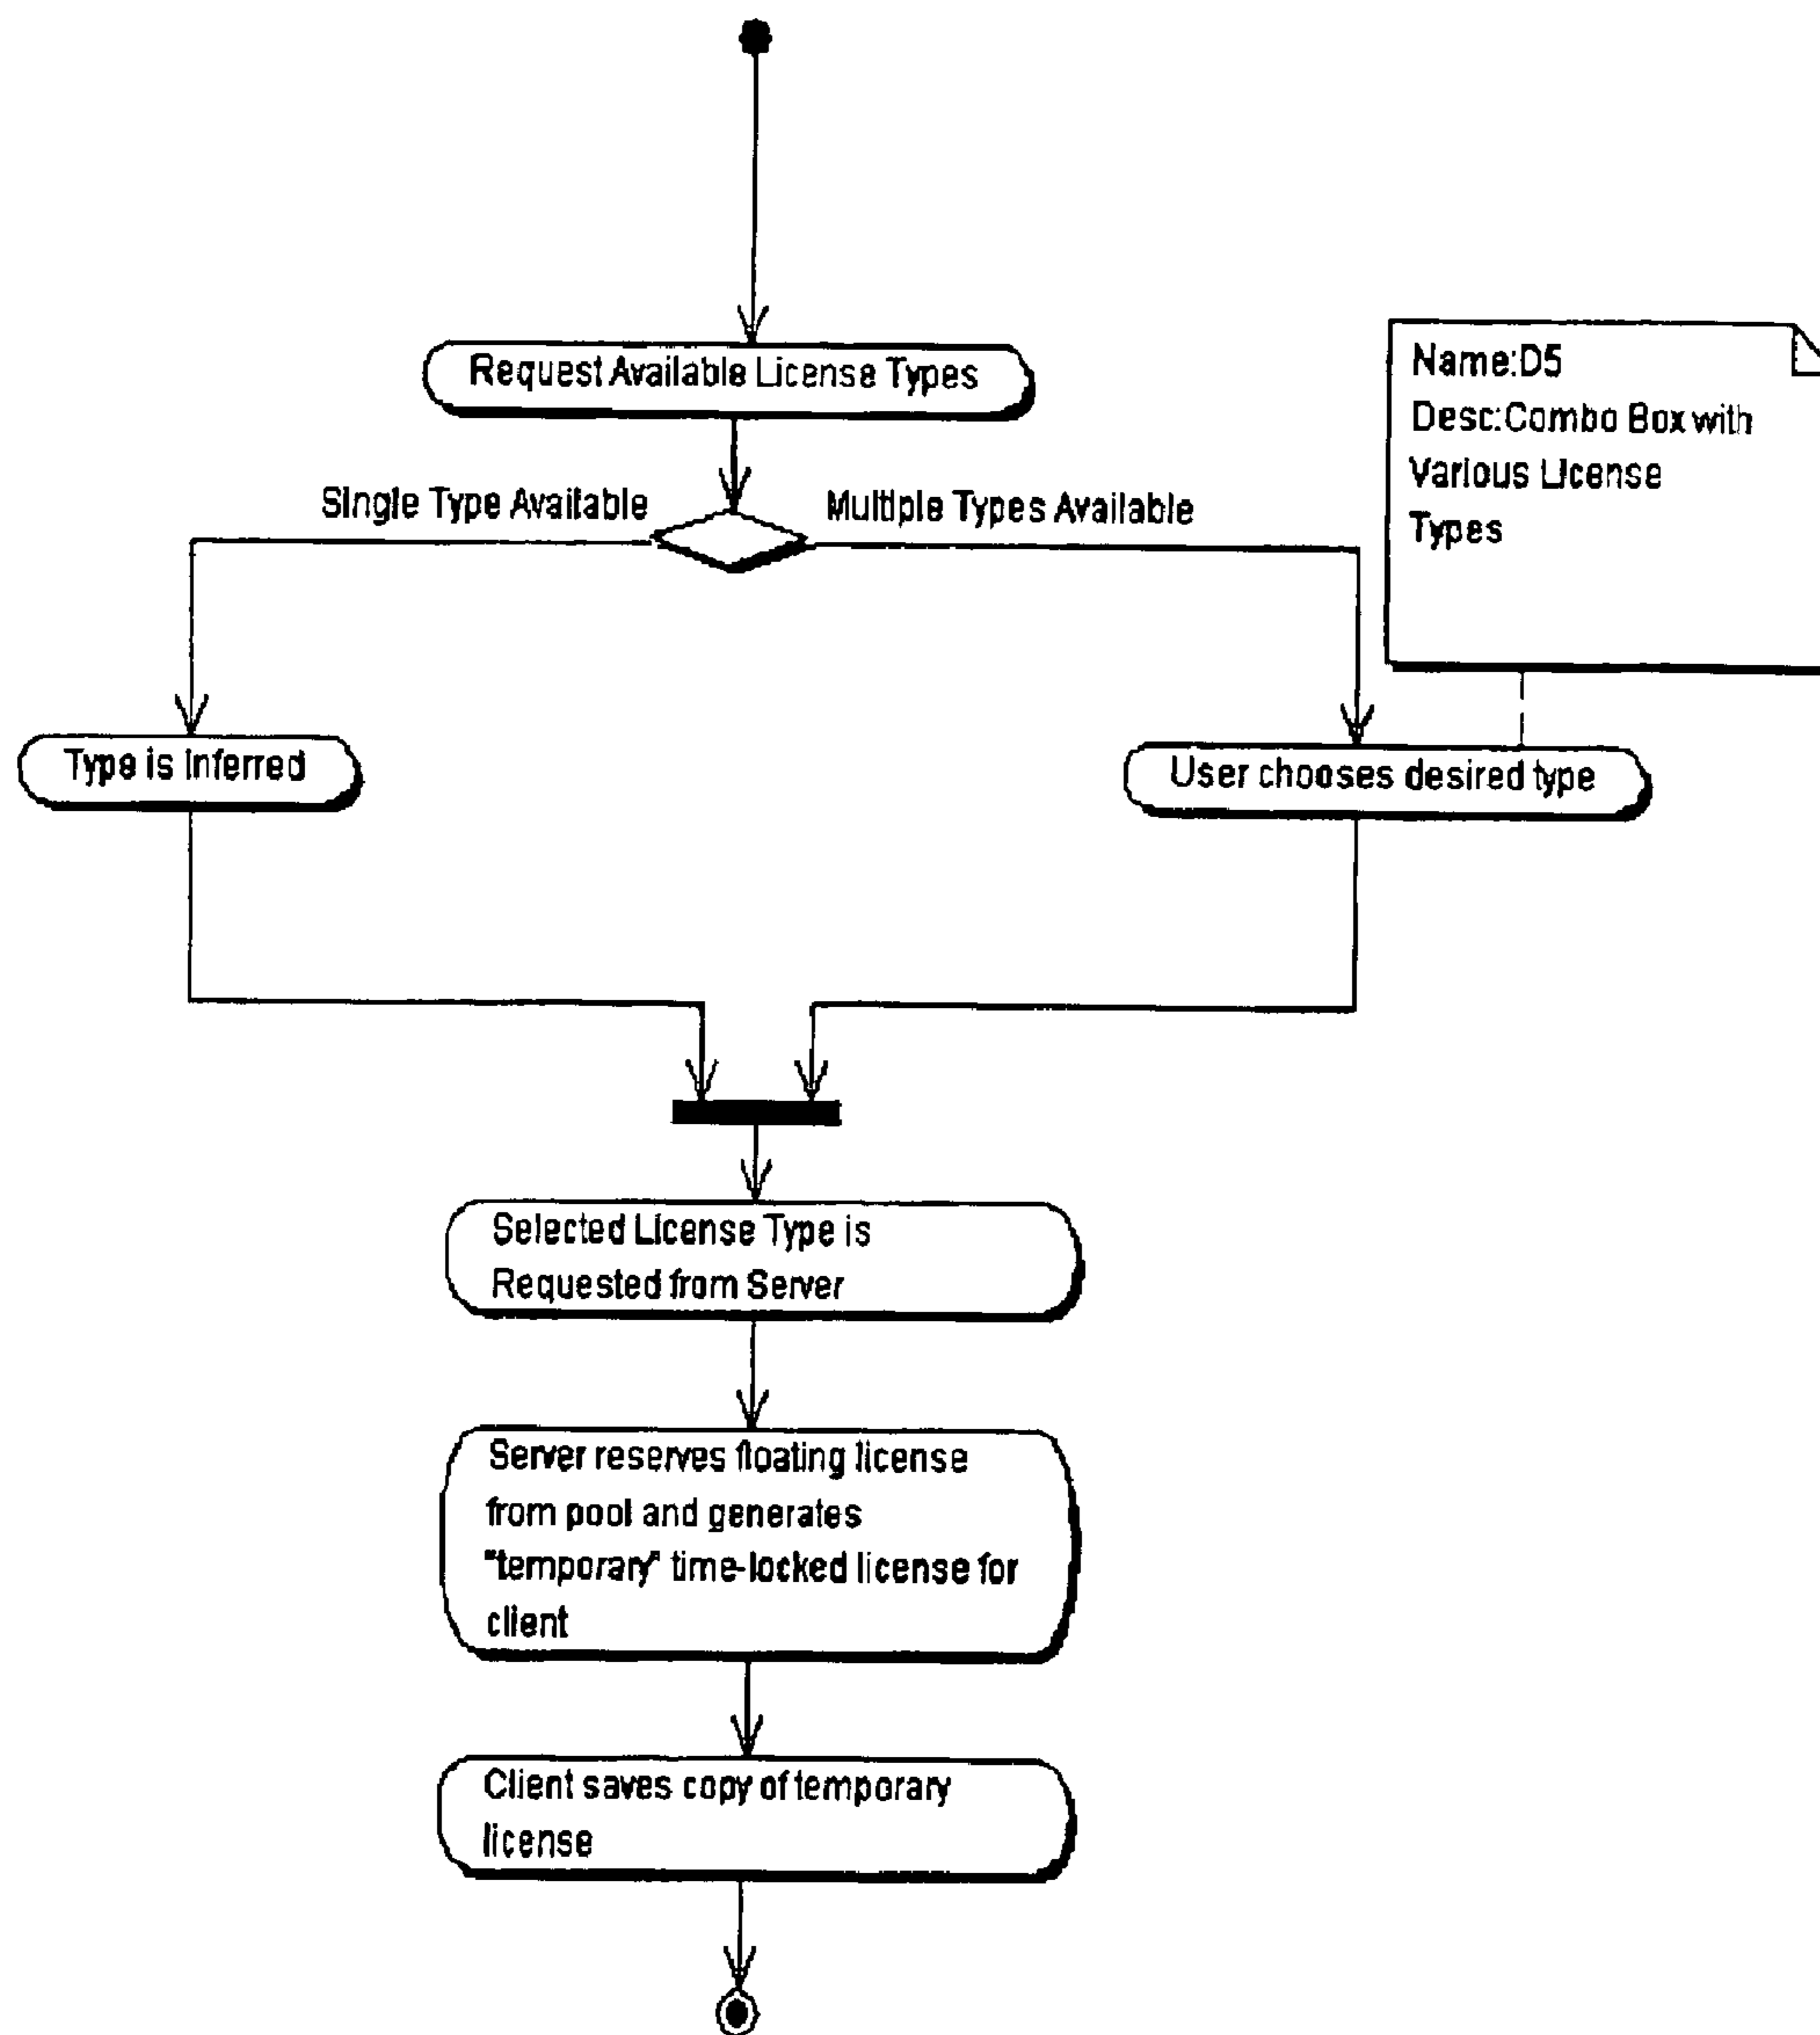 Request Available License Types
Name:D5
Desc:Combo Box with
Various License
Types
Single Type Available
Multiple Types Available
Type is Inferred
User chooses desired type
Selected License Type is
Requested from Server
Server reserves floating license
from pool and generates
"temporary" time-locked license for
client
Client saves copy of temporary
license